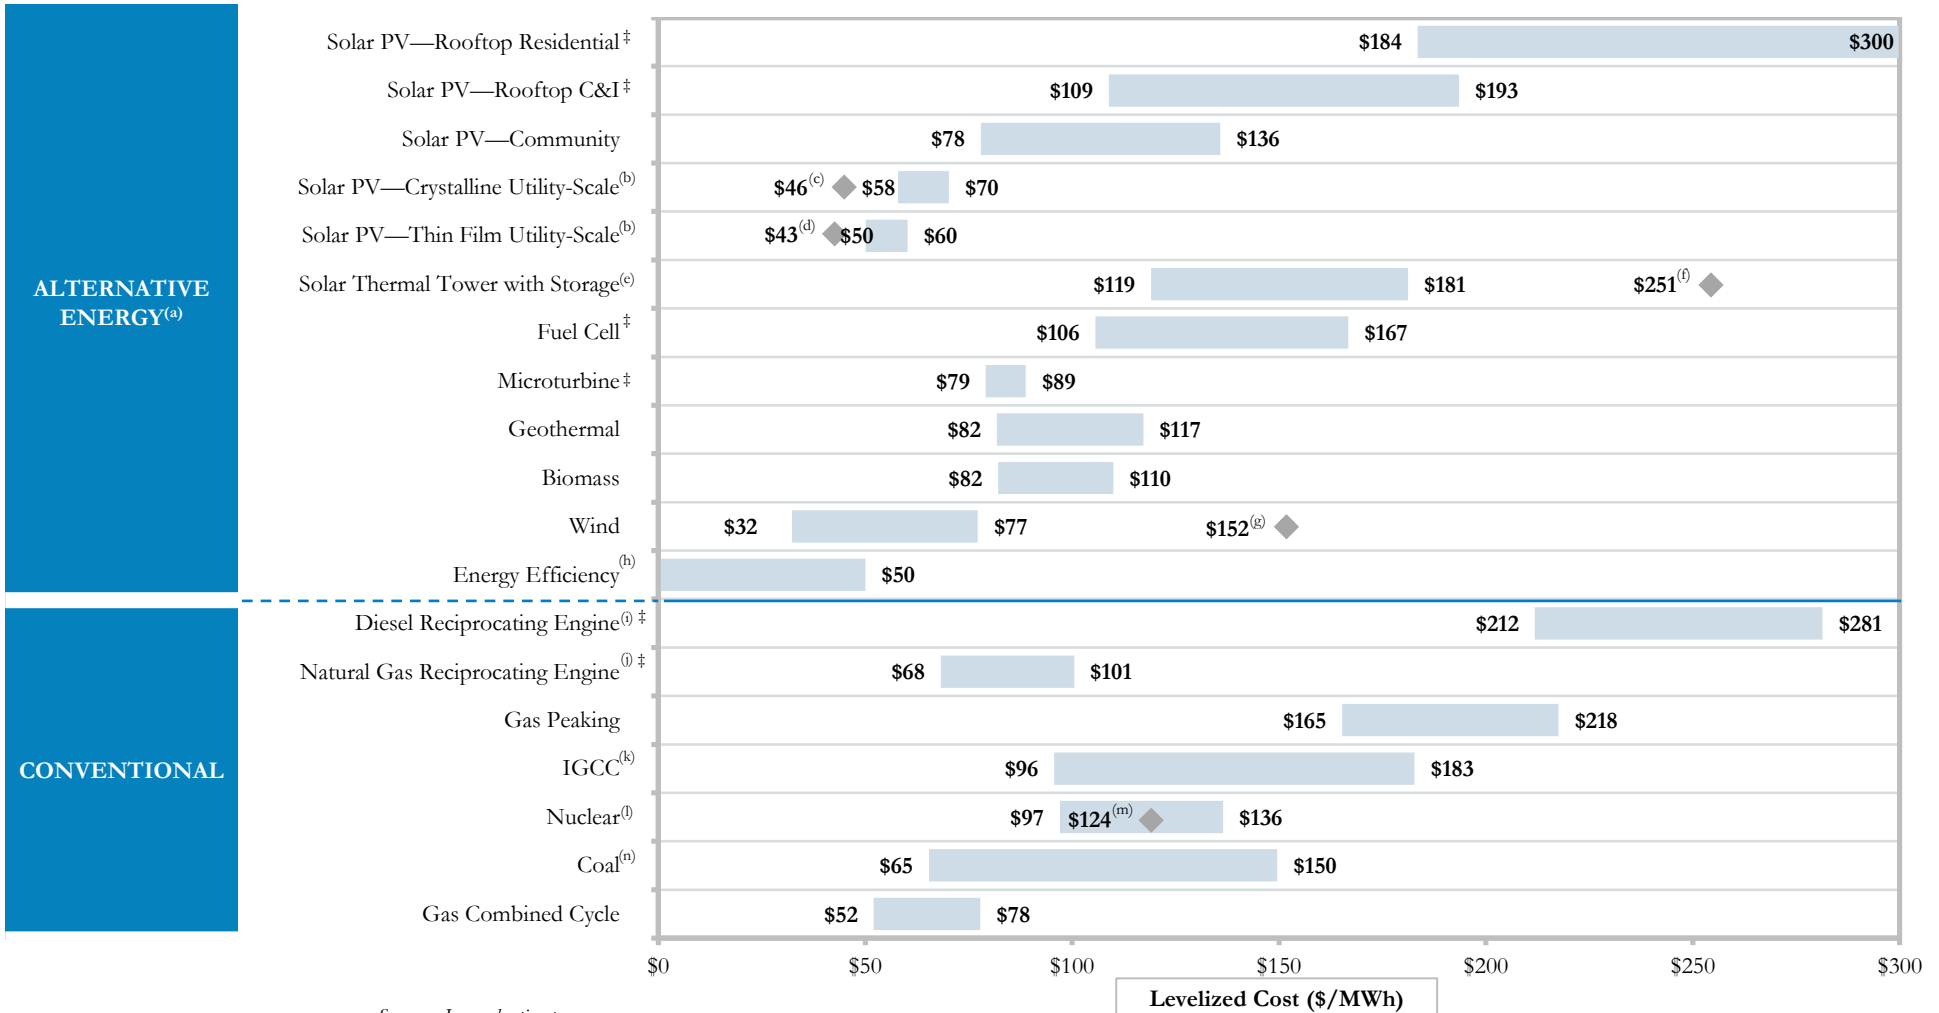 Solar PV—Rooftop Residential ‡ $184 $300
Solar PV—Rooftop C&I ‡ $109 $193
Solar PV—Community $78 $136
Solar PV—Crystalline Utility-Scale(b) $46(c) $58 $70
Solar PV—Thin Film Utility-Scale(b) $43(d) $50 $60
Solar Thermal Tower with Storage(e) $119 $181 $251(f)
ALTERNATIVE
ENERGY(a)
Fuel Cell ‡ $106 $167
Microturbine ‡ $79 $89
Geothermal $82 $117
Biomass $82 $110
Wind $32 $77 $152(g)
Energy Efficiency(h) $50
Diesel Reciprocating Engine(i) ‡ $212 $281
Natural Gas Reciprocating Engine(j) ‡ $68 $101
Gas Peaking $165 $218
CONVENTIONAL
IGCC(k) $96 $183
Nuclear(l) $97 $124(m) $136
Coal(n) $65 $150
Gas Combined Cycle $52 $78
$0 $50 $100 $150 $200 $250 $300
Levelized Cost ($/MWh)